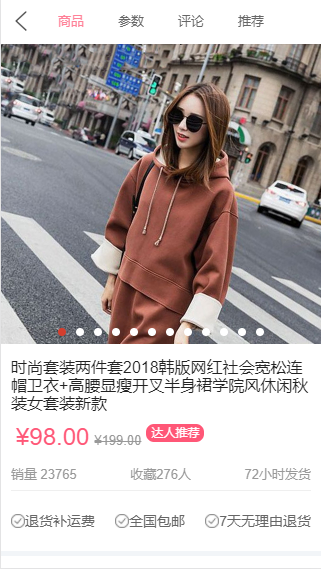 商品 参数 评论 推荐
时尚套装两件套2018韩版网红社会宽松连
帽卫衣+高腰显瘦开叉半身裙学院风休闲秋
装女套装新款
¥98.00 ¥199.00 达人推荐
销量 23765 收藏276人 72小时发货
退货补运费 全国包邮 7天无理由退货